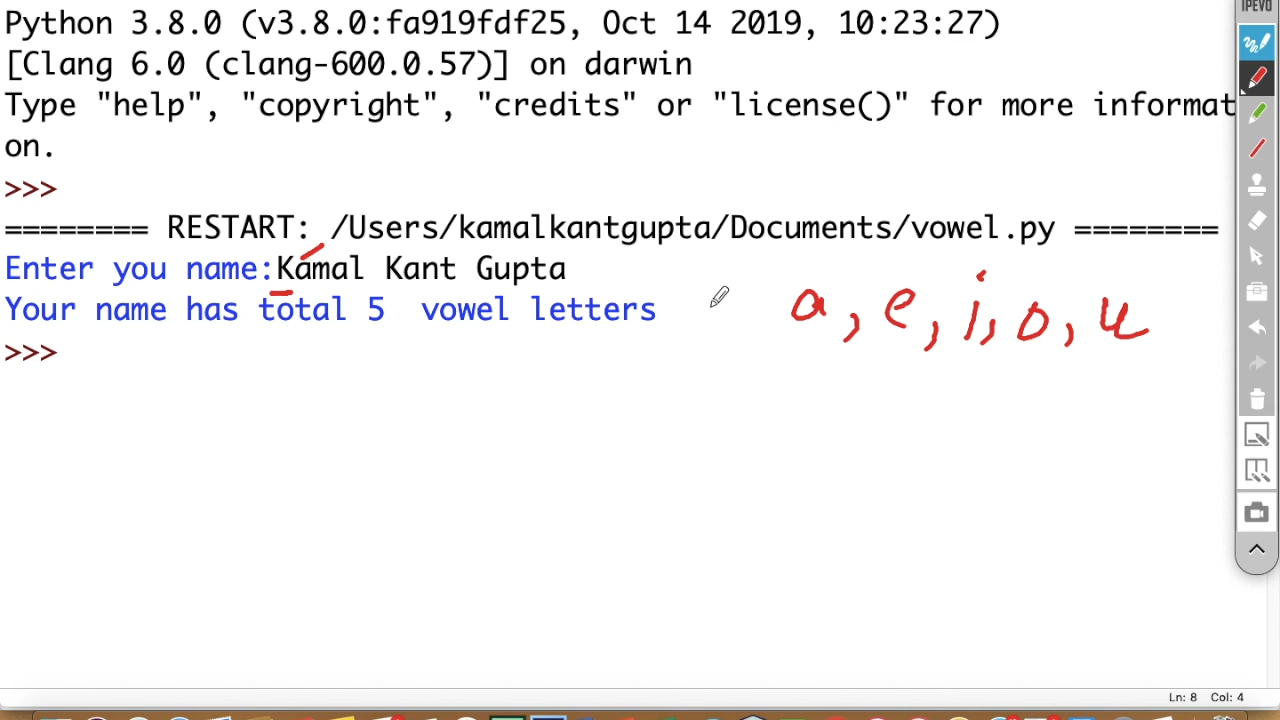 IPEVO
Python 3.8.0 (v3.8.0:fa919fdf25, Oct 14 2019, 10:23:27)
[Clang 6.0 (clang-600.0.57)] on darwin
Type "help", "copyright", "credits" or "license()" for more informat
on.
>>>
======== RESTART: /Users/kamalkantgupta/Documents/vowel.py ========
Enter you name:Kamal Kant Gupta
Your name has total 5  vowel letters
a, e, i, o, u
>>>
Ln: 8 Col: 4